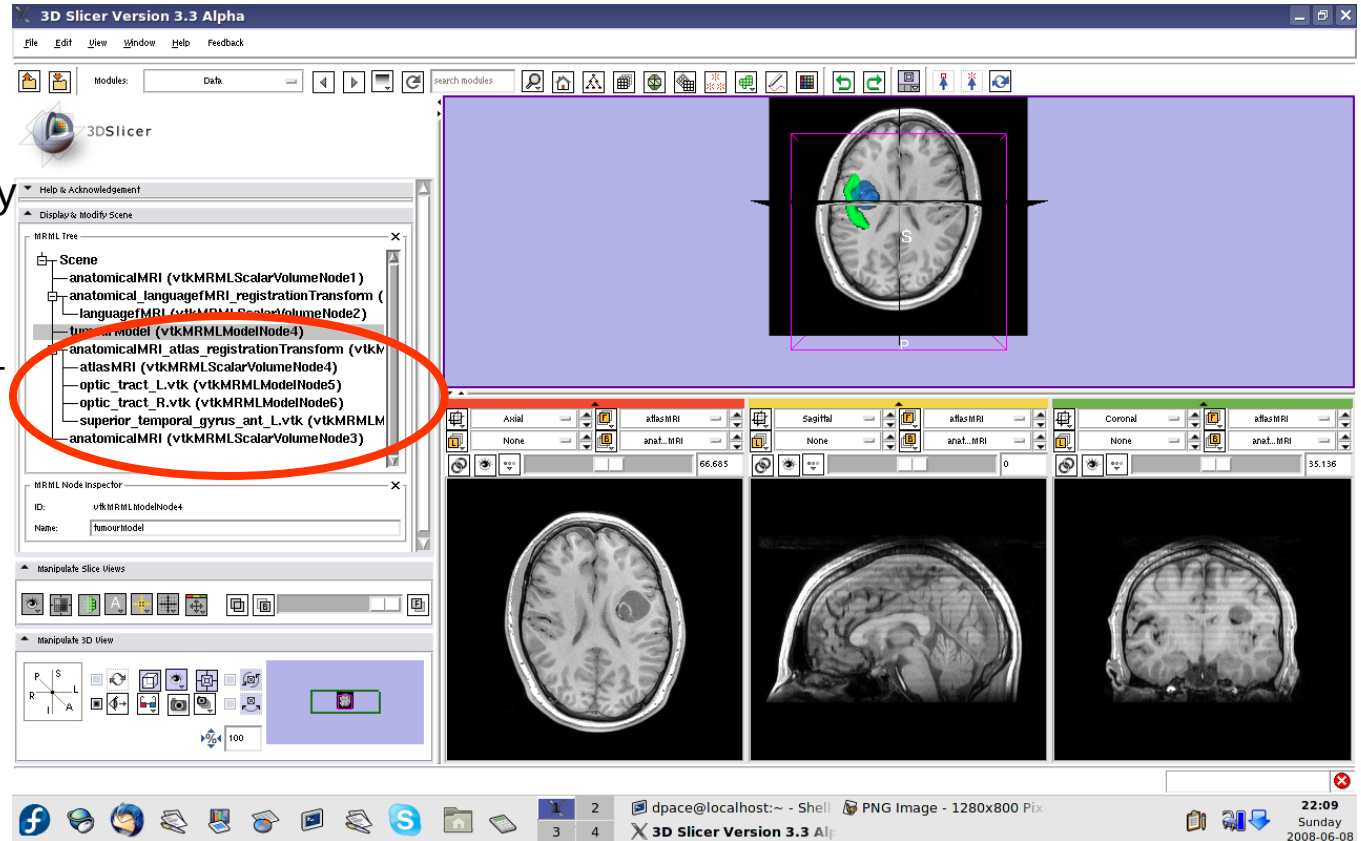 3D Slicer Version 3.3 Alpha
File Edit View Window Help Feedback
Modules: Data search modules
3DSlicer
y
Help & Acknowledgement
Display & Modify Scene
MRML Tree
Scene
anatomicalMRI (vtkMRMLScalarVolumeNode1)
anatomical_languagefMRI_registrationTransform (
languagefMRI (vtkMRMLScalarVolumeNode2)
tumourModel (vtkMRMLModelNode4)
anatomicalMRI_atlas_registrationTransform (vtkM
atlasMRI (vtkMRMLScalarVolumeNode4)
optic_tract_L.vtk (vtkMRMLModelNode5)
optic_tract_R.vtk (vtkMRMLModelNode6)
superior_temporal_gyrus_ant_L.vtk (vtkMRMLM
anatomicalMRI (vtkMRMLScalarVolumeNode3)
MRML Node Inspector
ID: vtkMRMLModelNode4
Name: tumourModel
Manipulate Slice Views
Manipulate 3D View
P S
R L
I A
% 100
S
P
Axial F atlasMRI Sagittal F atlasMRI Coronal F atlasMRI
L None B anat...MRI L None B anat...MRI L None B anat...MRI
66.685 0 35.136
1 2 dpace@localhost:~ - Shell PNG Image - 1280x800 Pix
3 4 3D Slicer Version 3.3 Alp
22:09
Sunday
2008-06-08